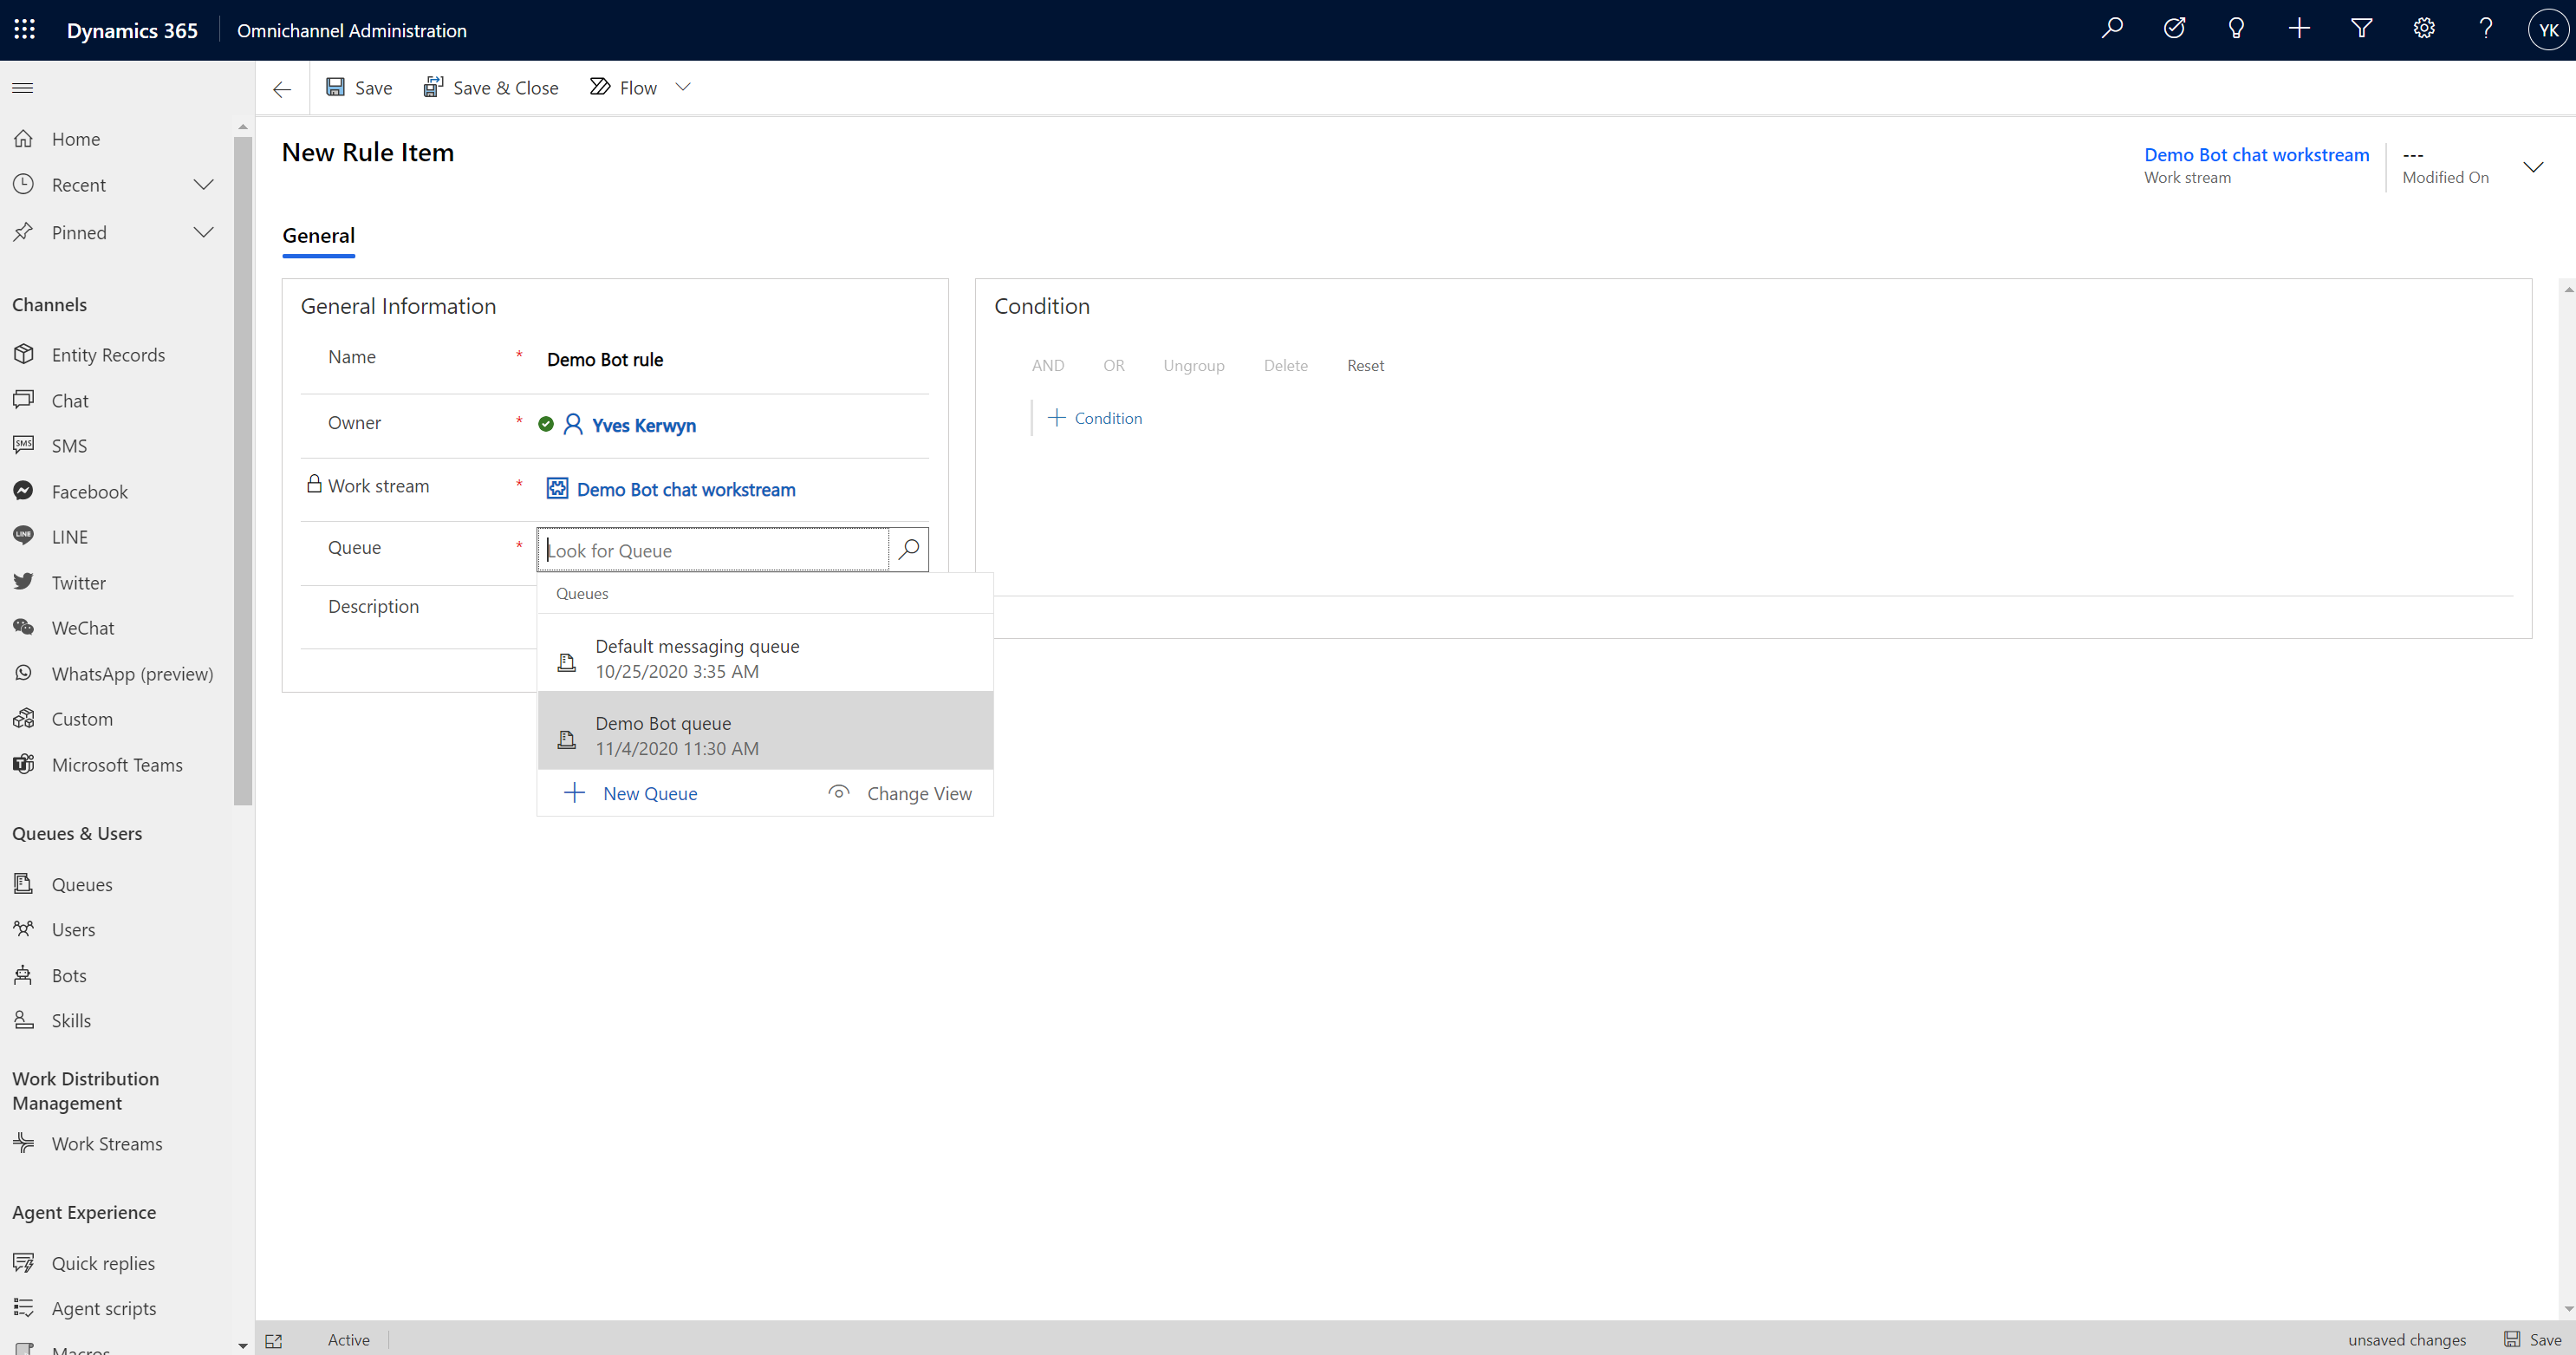 Dynamics 365
Omnichannel Administration
YK
Save
Save & Close
Flow
Home
Recent
Pinned
Channels
Entity Records
Chat
SMS
SMS
Facebook
LINE
LINE
Twitter
WeChat
WhatsApp (preview)
Custom
Microsoft Teams
Queues & Users
Queues
Users
Bots
Skills
Work Distribution
Management
Work Streams
Agent Experience
Quick replies
Agent scripts
Macros
New Rule Item
Demo Bot chat workstream
Work stream
---
Modified On
General
General Information
Name
*
Demo Bot rule
Owner
*
Yves Kerwyn
Work stream
*
Demo Bot chat workstream
Queue
*
Look for Queue
Queues
Description
Default messaging queue
10/25/2020 3:35 AM
Demo Bot queue
11/4/2020 11:30 AM
New Queue
Change View
Condition
AND OR Ungroup Delete Reset
Condition
Active
unsaved changes
Save